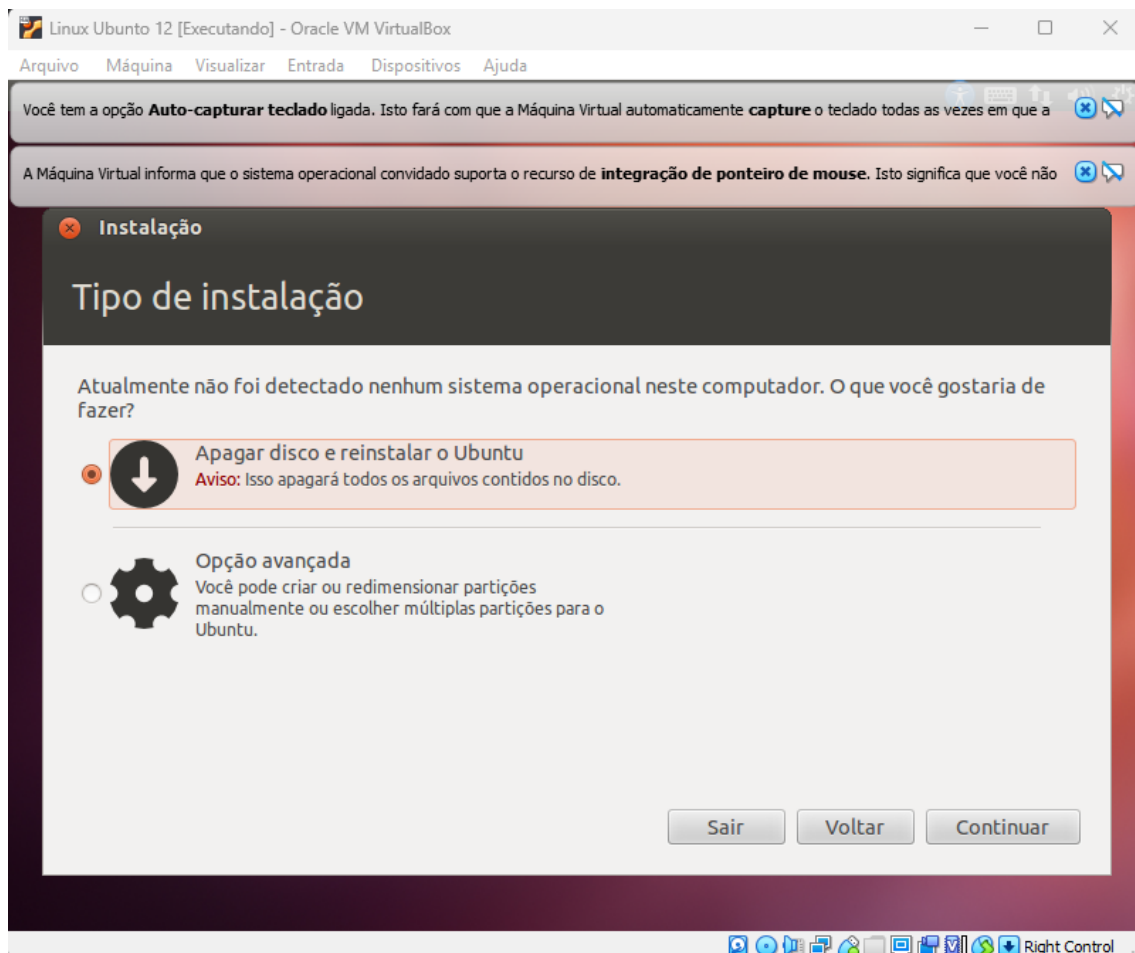 Linux Ubunto 12 [Executando] - Oracle VM VirtualBox
Arquivo Máquina Visualizar Entrada Dispositivos Ajuda
Você tem a opção Auto-capturar teclado ligada. Isto fará com que a Máquina Virtual automaticamente capture o teclado todas as vezes em que a
A Máquina Virtual informa que o sistema operacional convidado suporta o recurso de integração de ponteiro de mouse. Isto significa que você não
Instalação
Tipo de instalação
Atualmente não foi detectado nenhum sistema operacional neste computador. O que você gostaria de
fazer?
Apagar disco e reinstalar o Ubuntu
Aviso: Isso apagará todos os arquivos contidos no disco.
Opção avançada
Você pode criar ou redimensionar partições
manualmente ou escolher múltiplas partições para o
Ubuntu.
Sair Voltar Continuar
Right Control